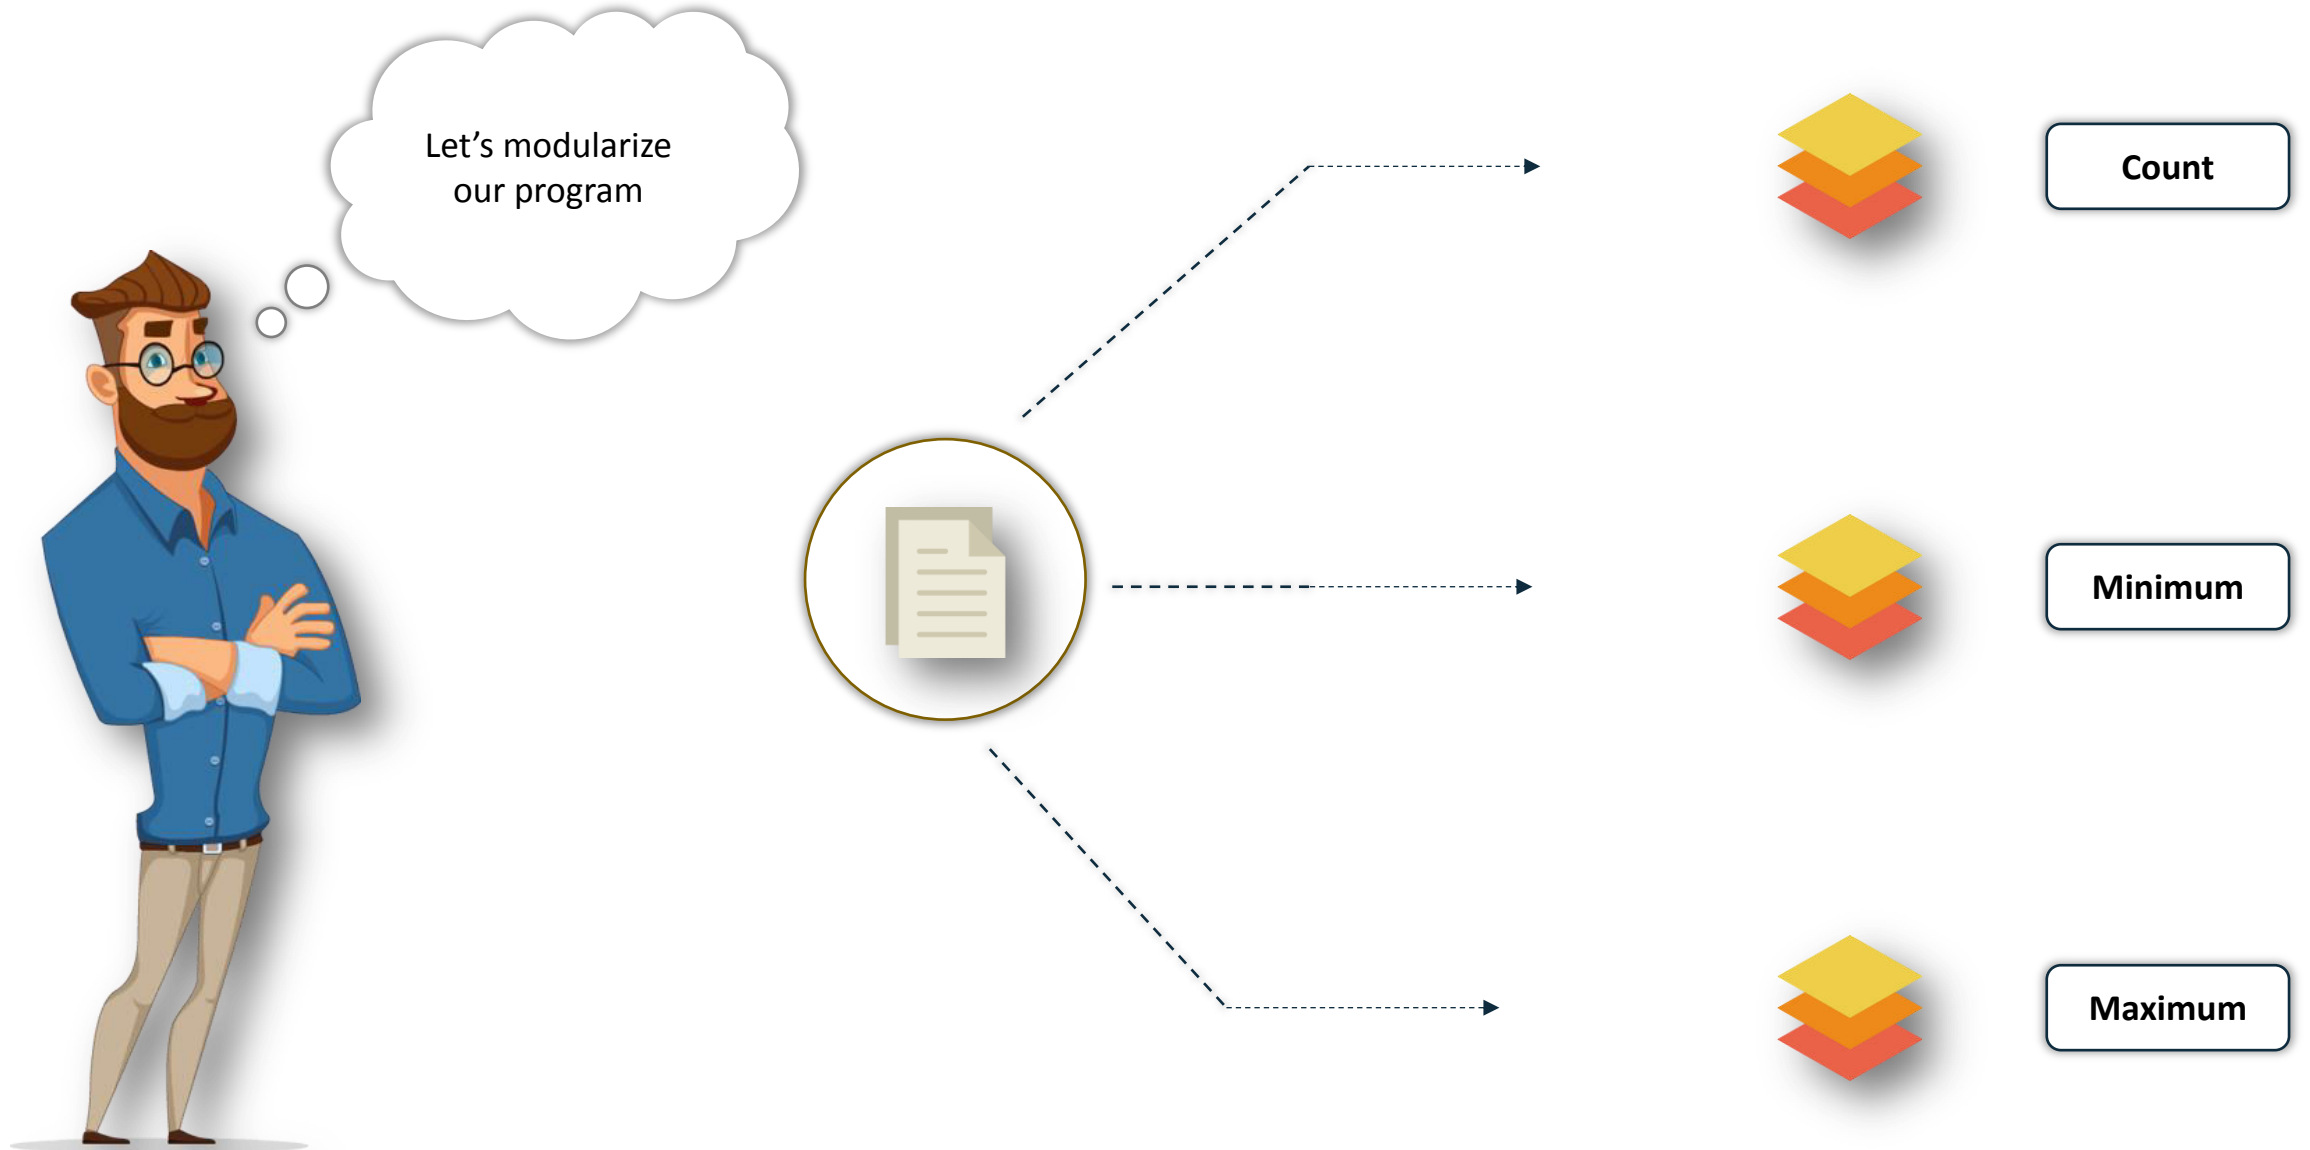 Let’s modularize
our program
Count
Minimum
Maximum